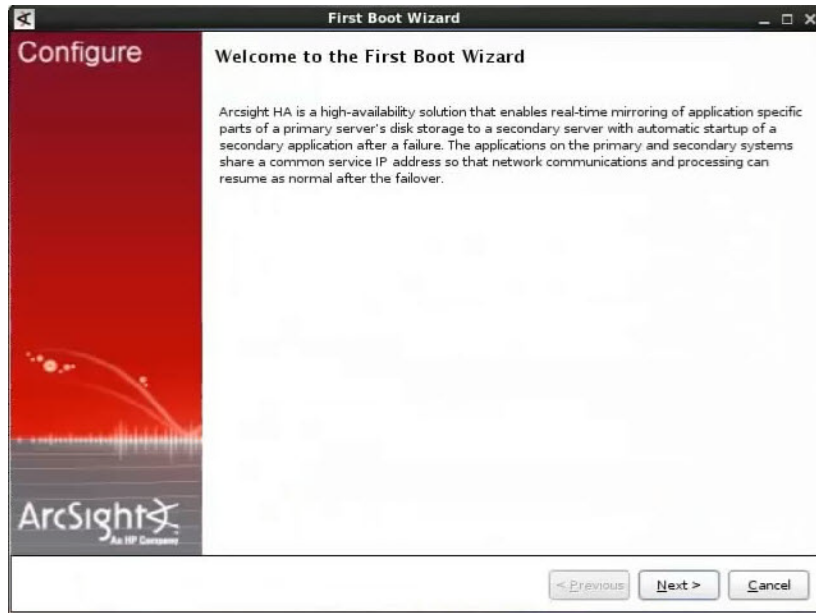 First Boot Wizard
Configure
Welcome to the First Boot Wizard
Arcsight HA is a high-availability solution that enables real-time mirroring of application specific
parts of a primary server's disk storage to a secondary server with automatic startup of a
secondary application after a failure. The applications on the primary and secondary systems
share a common service IP address so that network communications and processing can
resume as normal after the failover.
ArcSight
An HP Company
< Previous
Next >
Cancel